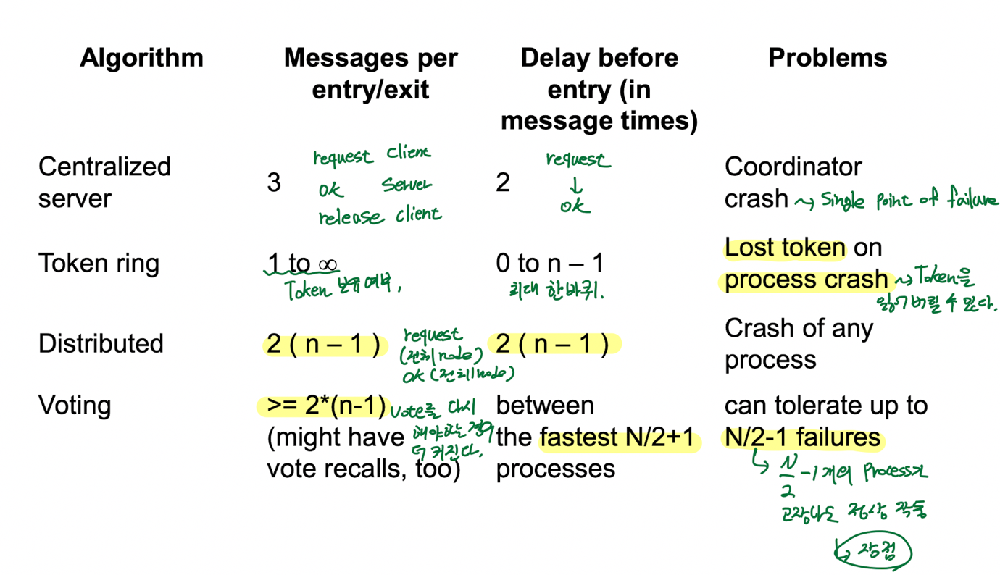 Algorithm
Messages per
entry/exit
Delay before
entry (in
message times)
Problems
Centralized
server
3
request client
ok server
release client
2
request
↓
ok
Coordinator
crash ⤳ Single point of failure
Token ring
1 to ∞
Token 보유 여부,
0 to n – 1
최대 한바퀴.
Lost token on
process crash ⤳ Token을
잃어버릴 수 있다.
Distributed
2 ( n – 1 )
request
(전체 node)
ok (전체 node)
2 ( n – 1 )
Crash of any
process
Voting
>= 2*(n-1) vote를 다시
(might have 해야하는 경우
더 커진다.
vote recalls, too)
between
the fastest N/2+1
processes
can tolerate up to
N/2-1 failures
↳ N/2 -1개의 process가
고장나도 정상 작동
↳ 장점